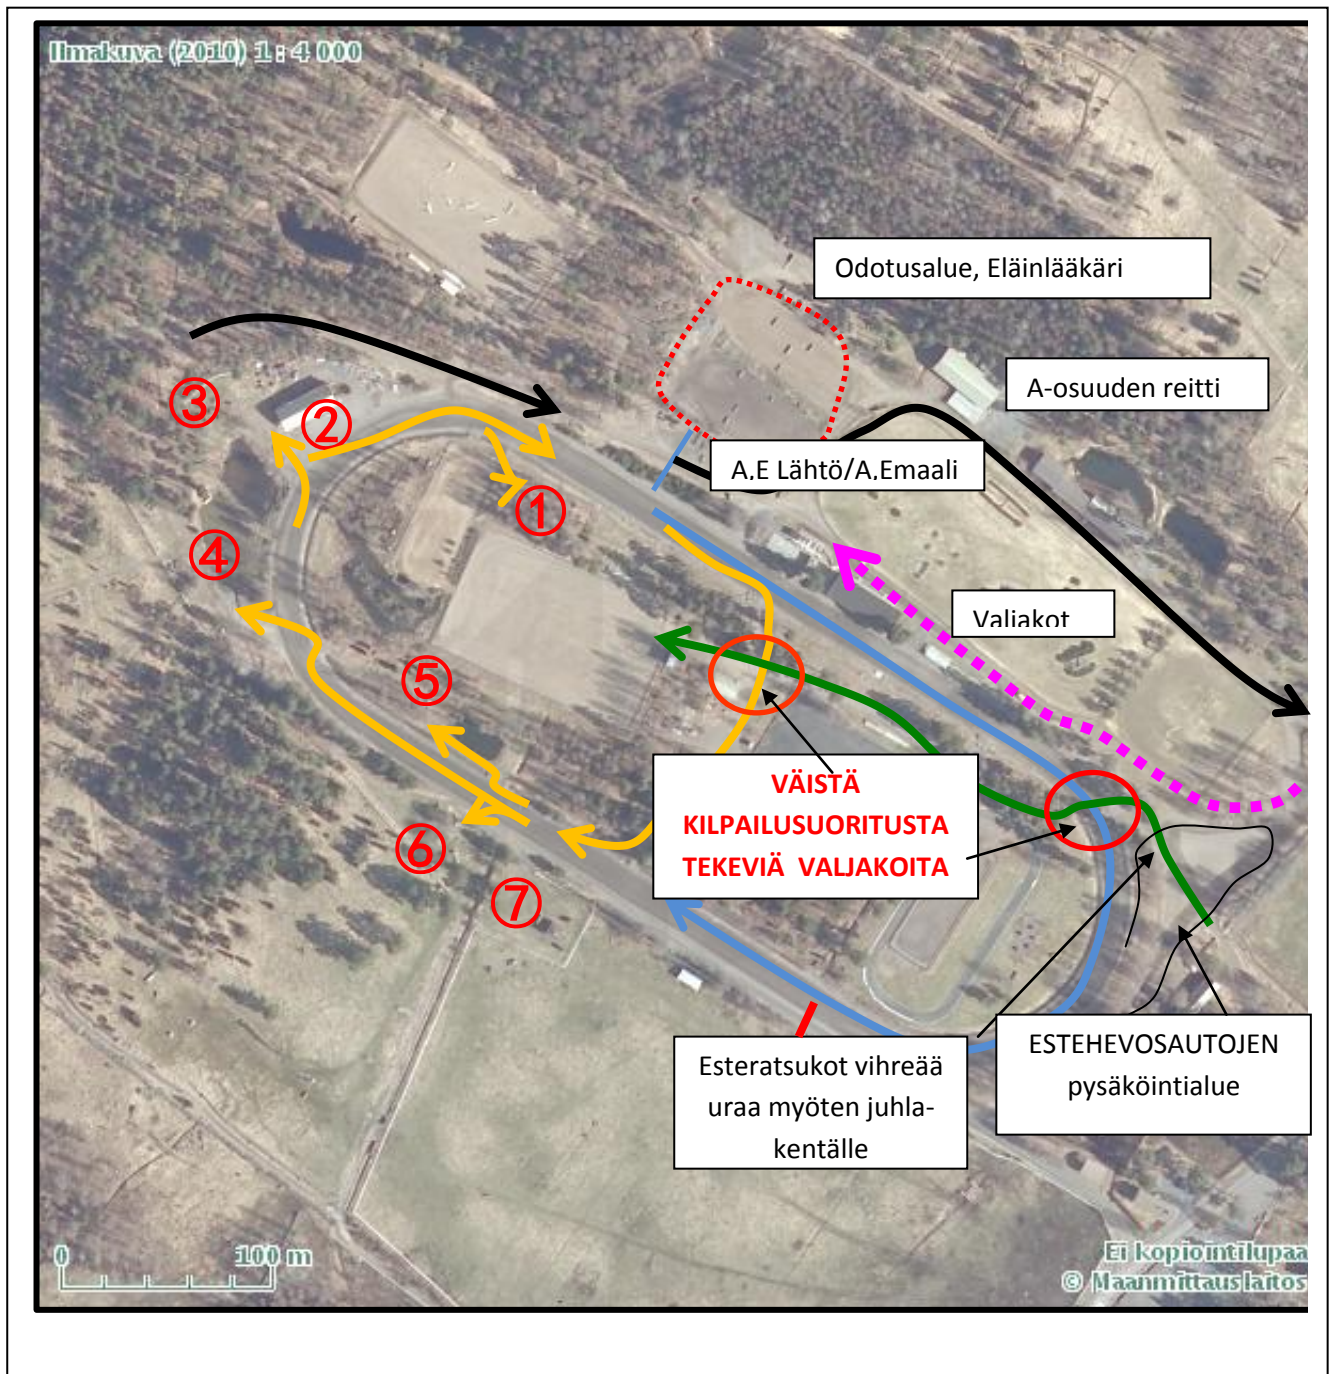 Ilmakuva (2010) 1 : 4 000
Odotusalue, Eläinlääkäri
A-osuuden reitti
A,E Lähtö/A,Emaali
③
②
①
④
Valjakot
⑤
VÄISTÄ
KILPAILUSUORITUSTA
TEKEVIÄ VALJAKOITA
⑥
⑦
Esteratsukot vihreää
uraa myöten juhla-
kentälle
ESTEHEVOSAUTOJEN
pysäköintialue
0 100 m
Ei kopiointilupaa
© Maanmittauslaitos